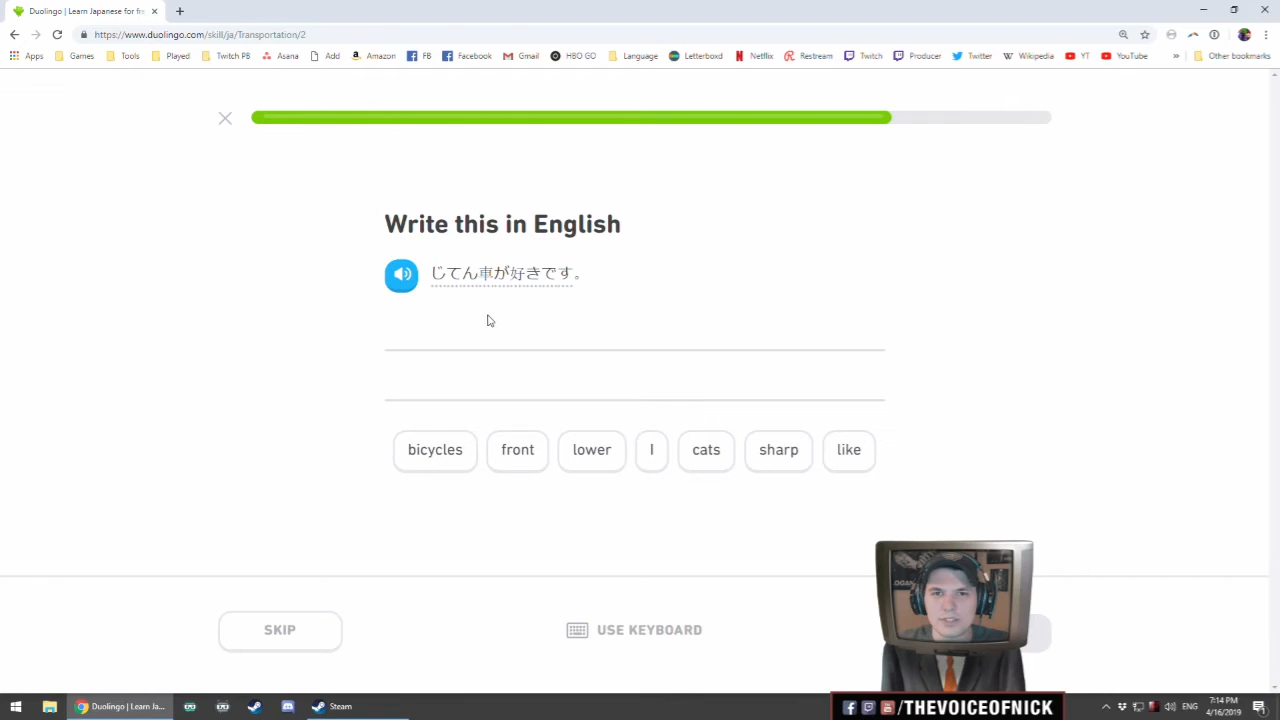 Duolingo | Learn Japanese for fre
https://www.duolingo.com/skill/ja/Transportation/2
Apps Games Tools Played Twitch PB Asana Add Amazon FB Facebook Gmail HBO GO Language Letterboxd Netflix Restream Twitch Producer Twitter Wikipedia YT YouTube » Other bookmarks
Write this in English
じてん車が好きです。
bicycles front lower I cats sharp like
SKIP USE KEYBOARD
/THEVOICEOFNICK
Duolingo | Learn Ja... Steam ENG 7:14 PM
4/16/2019